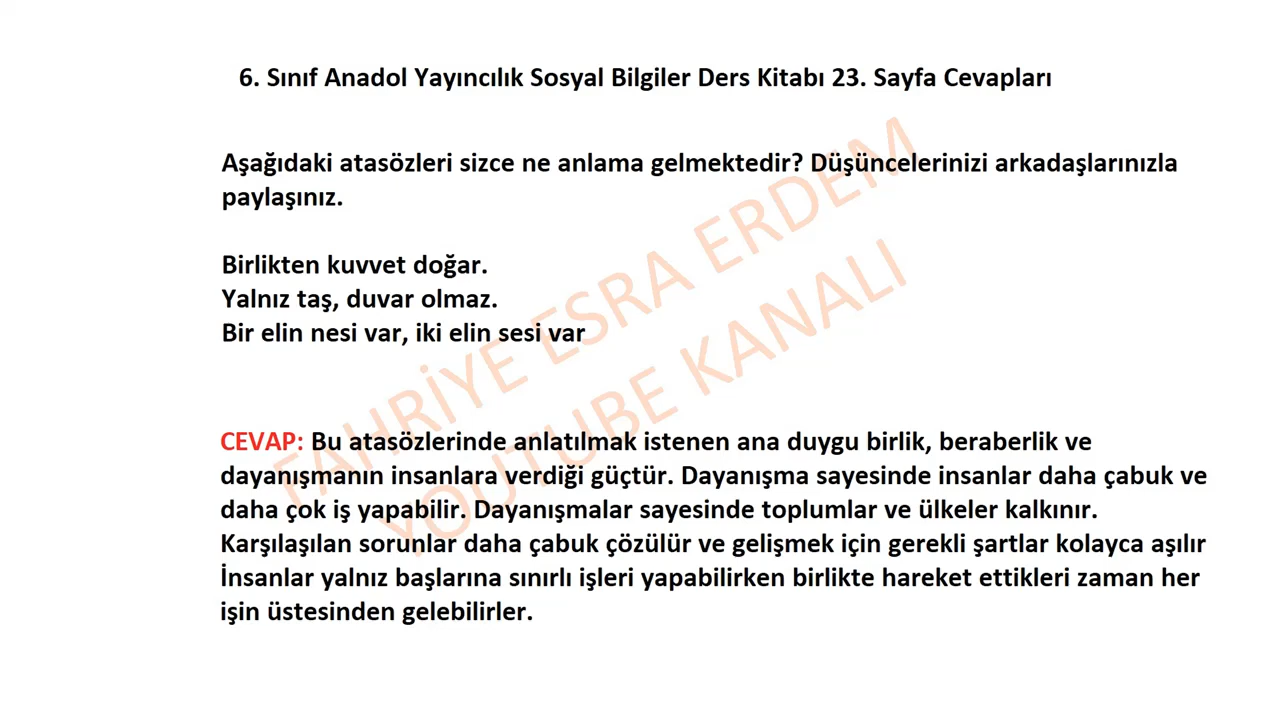 6. Sınıf Anadol Yayıncılık Sosyal Bilgiler Ders Kitabı 23. Sayfa Cevapları
Aşağıdaki atasözleri sizce ne anlama gelmektedir? Düşüncelerinizi arkadaşlarınızla
paylaşınız.
Birlikten kuvvet doğar.
Yalnız taş, duvar olmaz.
Bir elin nesi var, iki elin sesi var
CEVAP: Bu atasözlerinde anlatılmak istenen ana duygu birlik, beraberlik ve
dayanışmanın insanlara verdiği güçtür. Dayanışma sayesinde insanlar daha çabuk ve
daha çok iş yapabilir. Dayanışmalar sayesinde toplumlar ve ülkeler kalkınır.
Karşılaşılan sorunlar daha çabuk çözülür ve gelişmek için gerekli şartlar kolayca aşılır
İnsanlar yalnız başlarına sınırlı işleri yapabilirken birlikte hareket ettikleri zaman her
işin üstesinden gelebilirler.
FAHRİYE ESRA ERDEM
YOUTUBE KANALI